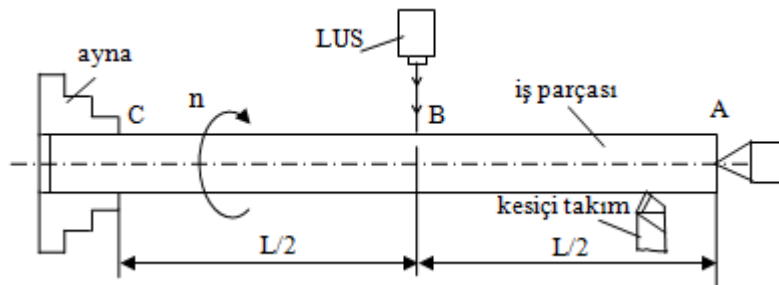 LUS
ayna
n
C
B
iş parçası
A
kesiçi takım
L/2
L/2